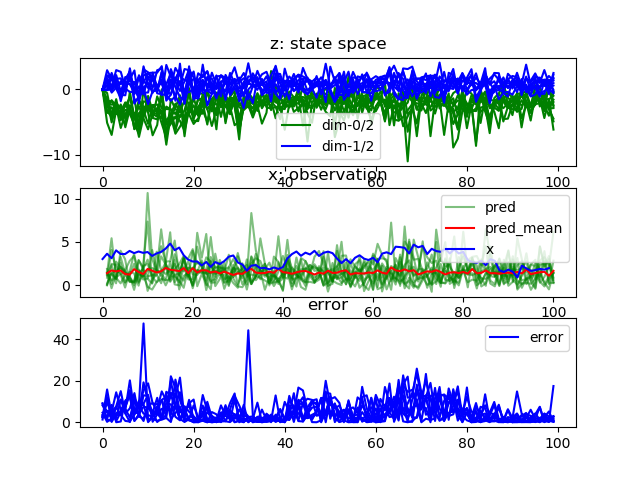 z: state space
0
−10
dim-0/2
dim-1/2
0 20 40 60 80 100
x: observation
10
5
0
pred
pred_mean
x
0 20 40 60 80 100
error
40
20
0
error
0 20 40 60 80 100